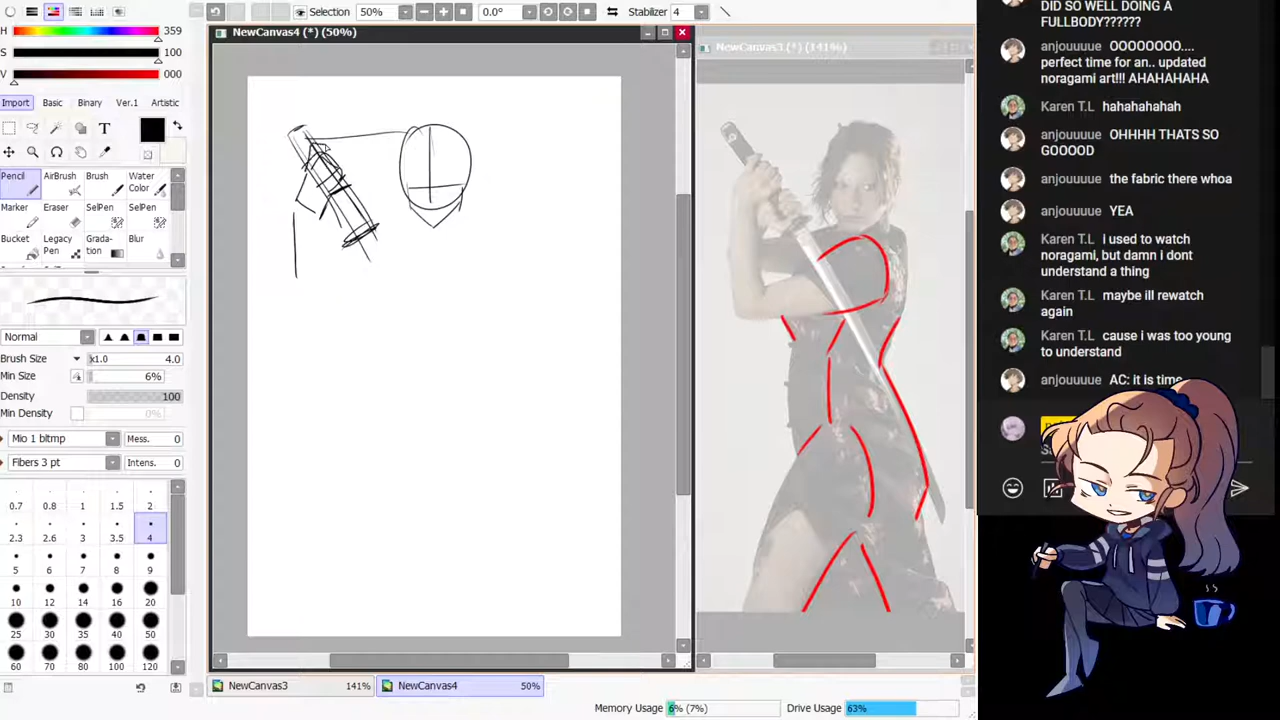 Selection 50% 0.0° Stabilizer 4
DID SO WELL DOING A
FULLBODY??????
anjouuuue OOOOOOOO....
perfect time for an.. updated
noragami art!!! AHAHAHAHA
Karen T.L hahahahahah
anjouuuue OHHHH THATS SO
GOOOOD
anjouuuue the fabric there whoa
anjouuuue YEA
Karen T.L i used to watch
noragami, but damn i dont
understand a thing
Karen T.L maybe ill rewatch
again
Karen T.L cause i was too young
to understand
anjouuuue AC: it is time
NewCanvas4 (*) (50%)
NewCanvas3 (*) (141%)
H 359
S 100
V 000
Import Basic Binary Ver.1 Artistic
Pencil AirBrush Brush Water
Color
Marker Eraser SelPen SelPen
Bucket Legacy
Pen Grada-
tion Blur
Normal
Brush Size x1.0 4.0
Min Size 6%
Density 100
Min Density 0%
Mio 1 bltmp Mess. 0
Fibers 3 pt Intens. 0
0.7 0.8 1 1.5 2
2.3 2.6 3 3.5 4
5 6 7 8 9
10 12 14 16 20
25 30 35 40 50
60 70 80 100 120
NewCanvas3 141% NewCanvas4 50%
Memory Usage 6% (7%) Drive Usage 63%